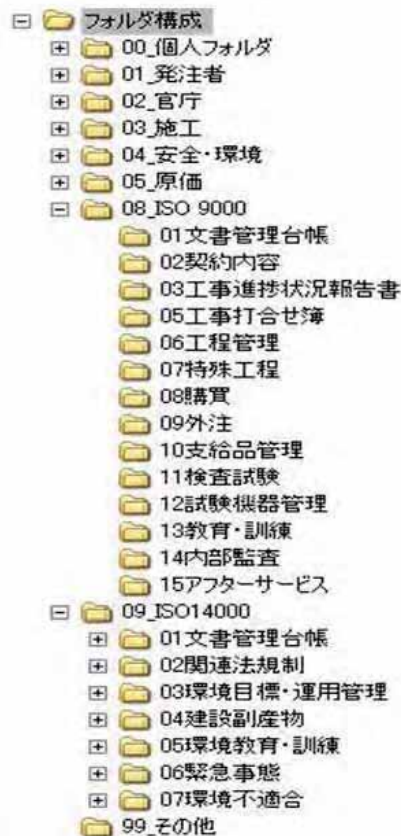 フォルダ構成
00_個人フォルダ
01_発注者
02_官庁
03_施工
04_安全・環境
05_原価
08_ISO 9000
01文書管理台帳
02契約内容
03工事進捗状況報告書
05工事打合せ簿
06工程管理
07特殊工程
08購買
09外注
10支給品管理
11検査試験
12試験機器管理
13教育・訓練
14内部監査
15アフターサービス
09_ISO14000
01文書管理台帳
02関連法規制
03環境目標・運用管理
04建設副産物
05環境教育・訓練
06緊急事態
07環境不適合
99_その他